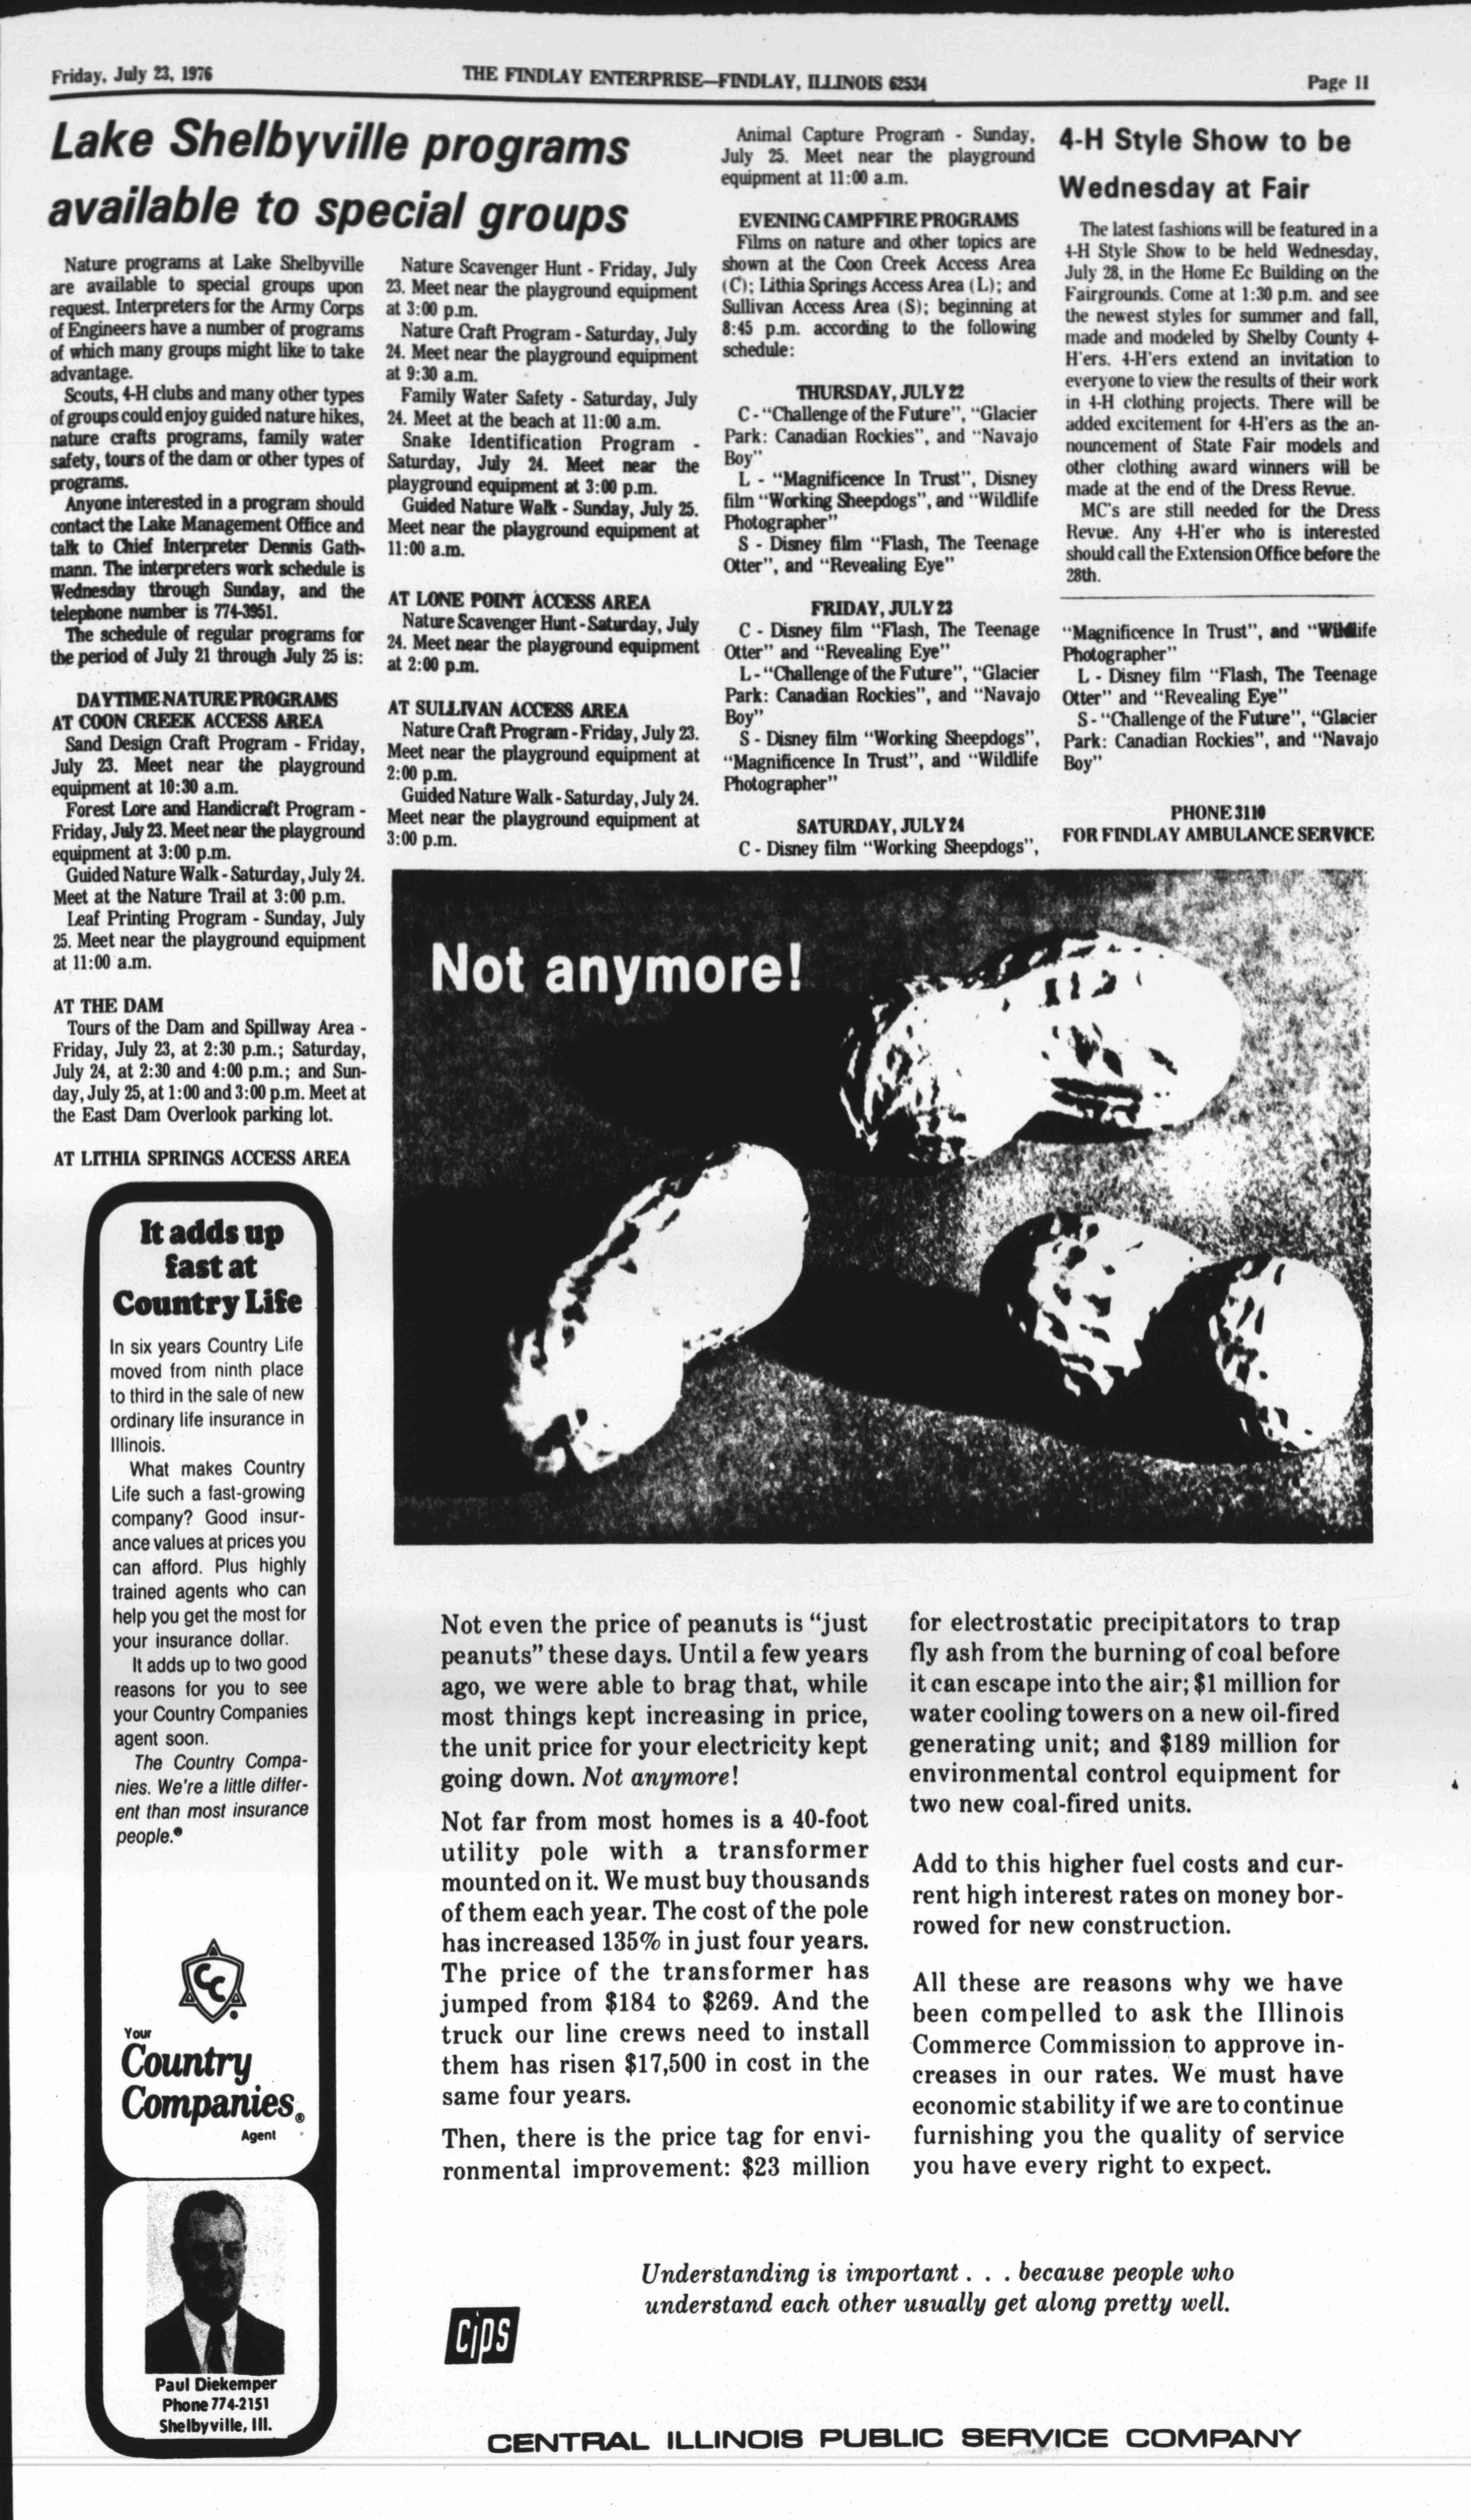 Friday, July 23, 1976
THE FINDLAY ENTERPRISE—FINDLAY, ILLINOIS 62534
Page 11
Lake Shelbyville programs
available to special groups
Nature programs at Lake Shelbyville
are available to special groups upon
request. Interpreters for the Army Corps
of Engineers have a number of programs
of which many groups might like to take
advantage.
Scouts, 4-H clubs and many other types
of groups could enjoy guided nature hikes,
nature crafts programs, family water
safety, tours of the dam or other types of
programs.
Anyone interested in a program should
contact the Lake Management Office and
talk to Chief Interpreter Dennis Gath-
mann. The interpreters work schedule is
Wednesday through Sunday, and the
telephone number is 774-3951.
The schedule of regular programs for
the period of July 21 through July 25 is:
DAYTIME NATURE PROGRAMS
AT COON CREEK ACCESS AREA
Sand Design Craft Program - Friday,
July 23. Meet near the playground
equipment at 10:30 a.m.
Forest Lore and Handicraft Program -
Friday, July 23. Meet near the playground
equipment at 3:00 p.m.
Guided Nature Walk - Saturday, July 24.
Meet at the Nature Trail at 3:00 p.m.
Leaf Printing Program - Sunday, July
25. Meet near the playground equipment
at 11:00 a.m.
AT THE DAM
Tours of the Dam and Spillway Area -
Friday, July 23, at 2:30 p.m.; Saturday,
July 24, at 2:30 and 4:00 p.m.; and Sun-
day, July 25, at 1:00 and 3:00 p.m. Meet at
the East Dam Overlook parking lot.
AT LITHIA SPRINGS ACCESS AREA
Nature Scavenger Hunt - Friday, July
23. Meet near the playground equipment
at 3:00 p.m.
Nature Craft Program - Saturday, July
24. Meet near the playground equipment
at 9:30 a.m.
Family Water Safety - Saturday, July
24. Meet at the beach at 11:00 a.m.
Snake Identification Program -
Saturday, July 24. Meet near the
playground equipment at 3:00 p.m.
Guided Nature Walk - Sunday, July 25.
Meet near the playground equipment at
11:00 a.m.
AT LONE POINT ACCESS AREA
Nature Scavenger Hunt - Saturday, July
24. Meet near the playground equipment
at 2:00 p.m.
AT SULLIVAN ACCESS AREA
Nature Craft Program - Friday, July 23.
Meet near the playground equipment at
2:00 p.m.
Guided Nature Walk - Saturday, July 24.
Meet near the playground equipment at
3:00 p.m.
Animal Capture Program - Sunday,
July 25. Meet near the playground
equipment at 11:00 a.m.
EVENING CAMPFIRE PROGRAMS
Films on nature and other topics are
shown at the Coon Creek Access Area
(C); Lithia Springs Access Area (L); and
Sullivan Access Area (S); beginning at
8:45 p.m. according to the following
schedule:
THURSDAY, JULY 22
C - "Challenge of the Future", "Glacier
Park: Canadian Rockies", and "Navajo
Boy"
L - "Magnificence In Trust", Disney
film "Working Sheepdogs", and "Wildlife
Photographer"
S - Disney film "Flash, The Teenage
Otter", and "Revealing Eye"
FRIDAY, JULY 23
C - Disney film "Flash, The Teenage
Otter" and "Revealing Eye"
L - "Challenge of the Future", "Glacier
Park: Canadian Rockies", and "Navajo
Boy"
S - Disney film "Working Sheepdogs",
"Magnificence In Trust", and "Wildlife
Photographer"
SATURDAY, JULY 24
C - Disney film "Working Sheepdogs",
4-H Style Show to be
Wednesday at Fair
The latest fashions will be featured in a
4-H Style Show to be held Wednesday,
July 28, in the Home Ec Building on the
Fairgrounds. Come at 1:30 p.m. and see
the newest styles for summer and fall,
made and modeled by Shelby County 4-
H'ers. 4-H'ers extend an invitation to
everyone to view the results of their work
in 4-H clothing projects. There will be
added excitement for 4-H'ers as the an-
nouncement of State Fair models and
other clothing award winners will be
made at the end of the Dress Revue.
MC's are still needed for the Dress
Revue. Any 4-H'er who is interested
should call the Extension Office before the
28th.
"Magnificence In Trust", and "Wildlife
Photographer"
L - Disney film "Flash, The Teenage
Otter" and "Revealing Eye"
S - "Challenge of the Future", "Glacier
Park: Canadian Rockies", and "Navajo
Boy"
PHONE 3110
FOR FINDLAY AMBULANCE SERVICE
It adds up
fast at
Country Life
In six years Country Life
moved from ninth place
to third in the sale of new
ordinary life insurance in
Illinois.
What makes Country
Life such a fast-growing
company? Good insur-
ance values at prices you
can afford. Plus highly
trained agents who can
help you get the most for
your insurance dollar.
It adds up to two good
reasons for you to see
your Country Companies
agent soon.
The Country Compa-
nies. We're a little differ-
ent than most insurance
people.®
CC®
Your
Country
Companies®
Agent
Paul Diekemper
Phone 774-2151
Shelbyville, Ill.
Not anymore!
Not even the price of peanuts is "just
peanuts" these days. Until a few years
ago, we were able to brag that, while
most things kept increasing in price,
the unit price for your electricity kept
going down. Not anymore!
Not far from most homes is a 40-foot
utility pole with a transformer
mounted on it. We must buy thousands
of them each year. The cost of the pole
has increased 135% in just four years.
The price of the transformer has
jumped from $184 to $269. And the
truck our line crews need to install
them has risen $17,500 in cost in the
same four years.
Then, there is the price tag for envi-
ronmental improvement: $23 million
for electrostatic precipitators to trap
fly ash from the burning of coal before
it can escape into the air; $1 million for
water cooling towers on a new oil-fired
generating unit; and $189 million for
environmental control equipment for
two new coal-fired units.
Add to this higher fuel costs and cur-
rent high interest rates on money bor-
rowed for new construction.
All these are reasons why we have
been compelled to ask the Illinois
Commerce Commission to approve in-
creases in our rates. We must have
economic stability if we are to continue
furnishing you the quality of service
you have every right to expect.
Understanding is important . . . because people who
understand each other usually get along pretty well.
CIPS
CENTRAL ILLINOIS PUBLIC SERVICE COMPANY